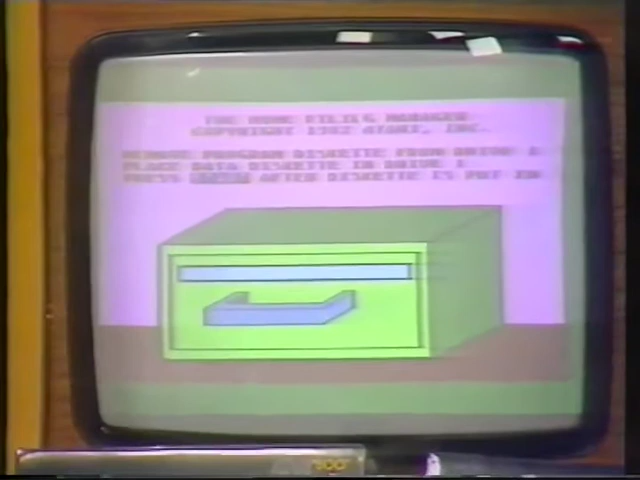 THE HOME FILING MANAGER
COPYRIGHT 1982 ATARI, INC.
REMOVE PROGRAM DISKETTE FROM DRIVE 1
PLACE DATA DISKETTE IN DRIVE 1
PRESS START AFTER DISKETTE IS PUT IN